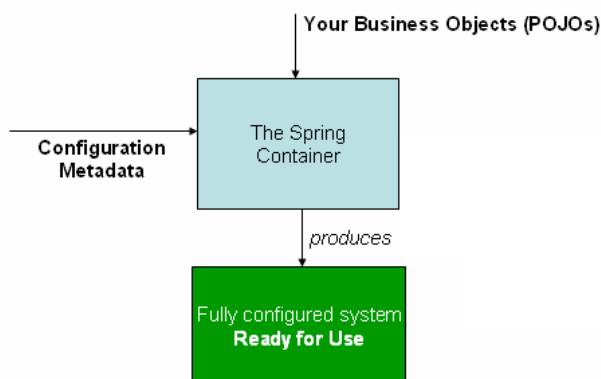 Your Business Objects (POJOs)
The Spring
Container
Configuration
Metadata
produces
Fully configured system
Ready for Use